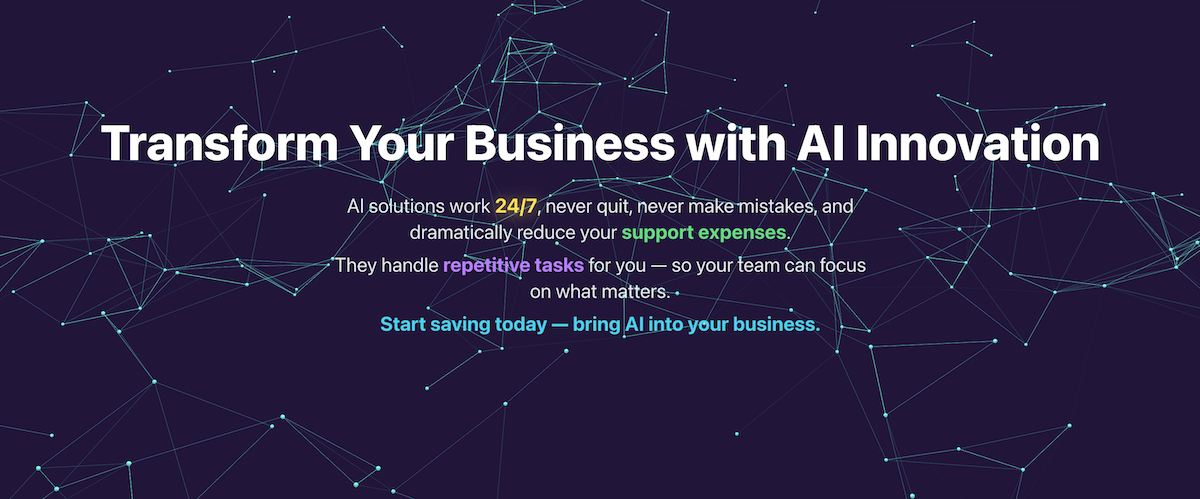 Transform Your Business with AI Innovation
AI solutions work 24/7, never quit, never make mistakes, and
dramatically reduce your support expenses.
They handle repetitive tasks for you — so your team can focus
on what matters.
Start saving today — bring AI into your business.